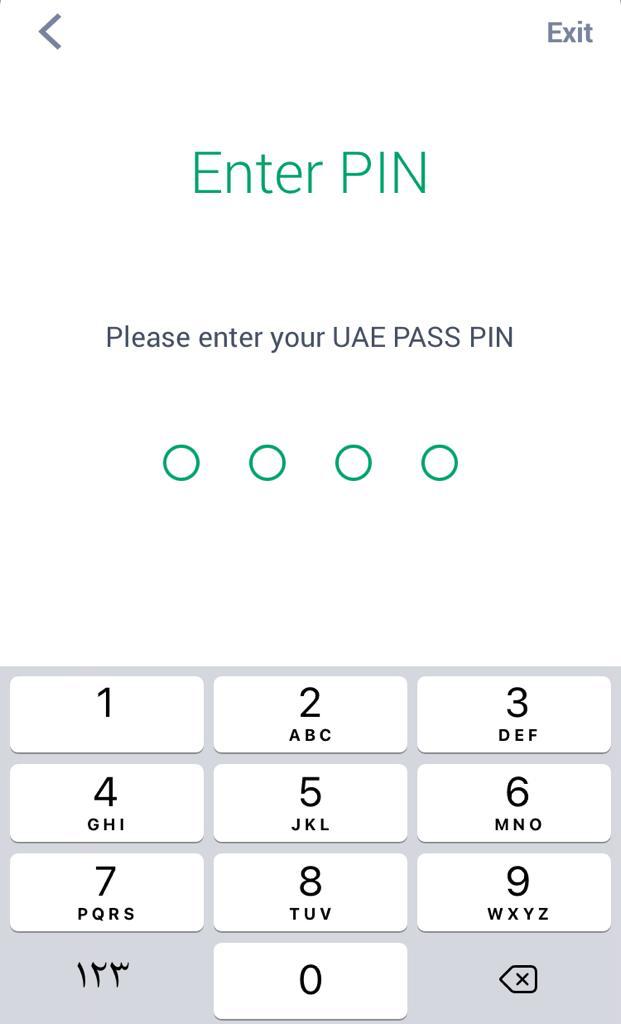 Exit
Enter PIN
Please enter your UAE PASS PIN
1
2
ABC
3
DEF
4
GHI
5
JKL
6
MNO
7
PQRS
8
TUV
9
WXYZ
١٢٣
0